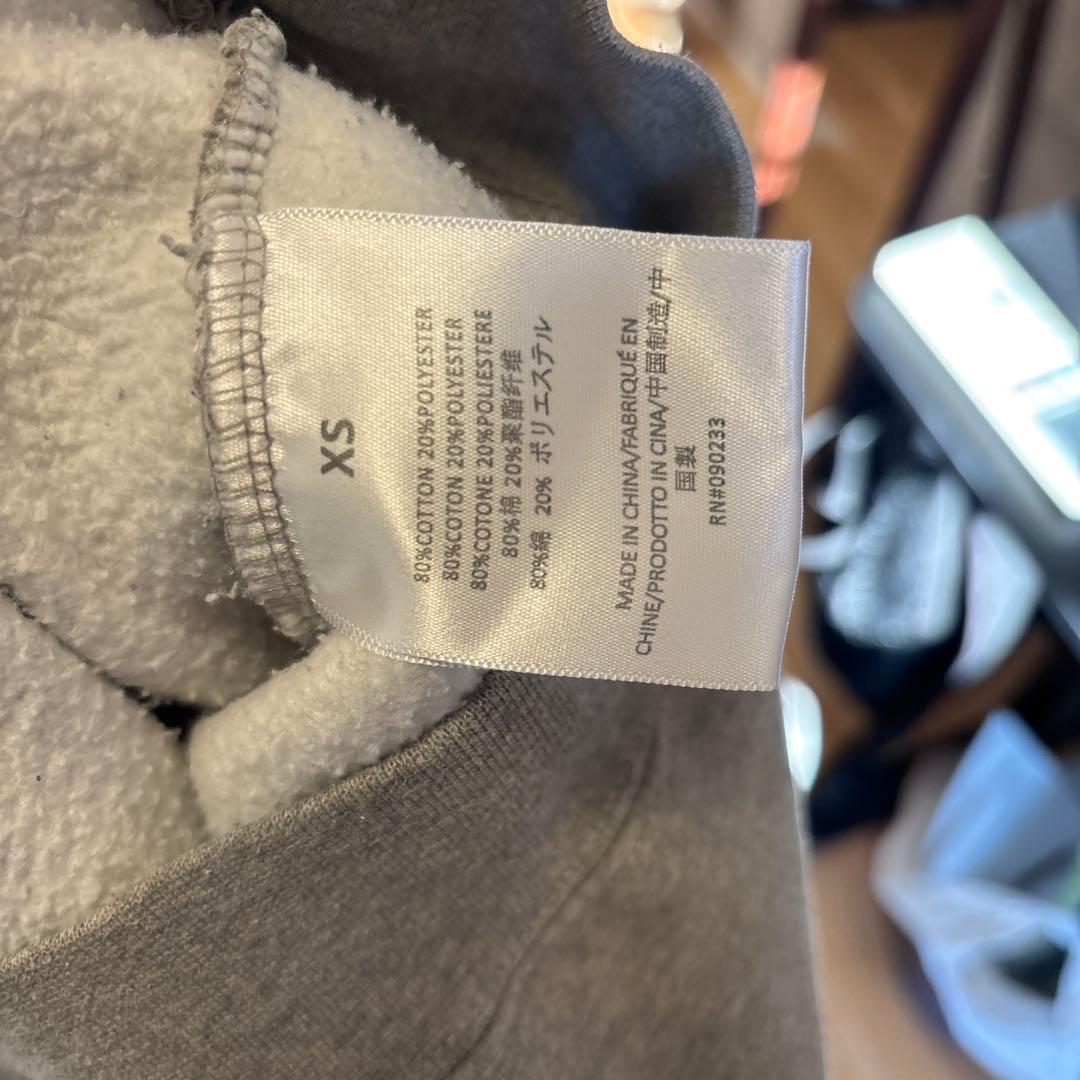 XS
80%COTTON 20%POLYESTER
80%COTON 20%POLYESTER
80%COTONE 20%POLIESTERE
80%棉 20%聚酯纤维
80%綿 20% ポリエステル
MADE IN CHINA/FABRIQUÉ EN
CHINE/PRODOTTO IN CINA/中国制造/中
国製
RN#090233